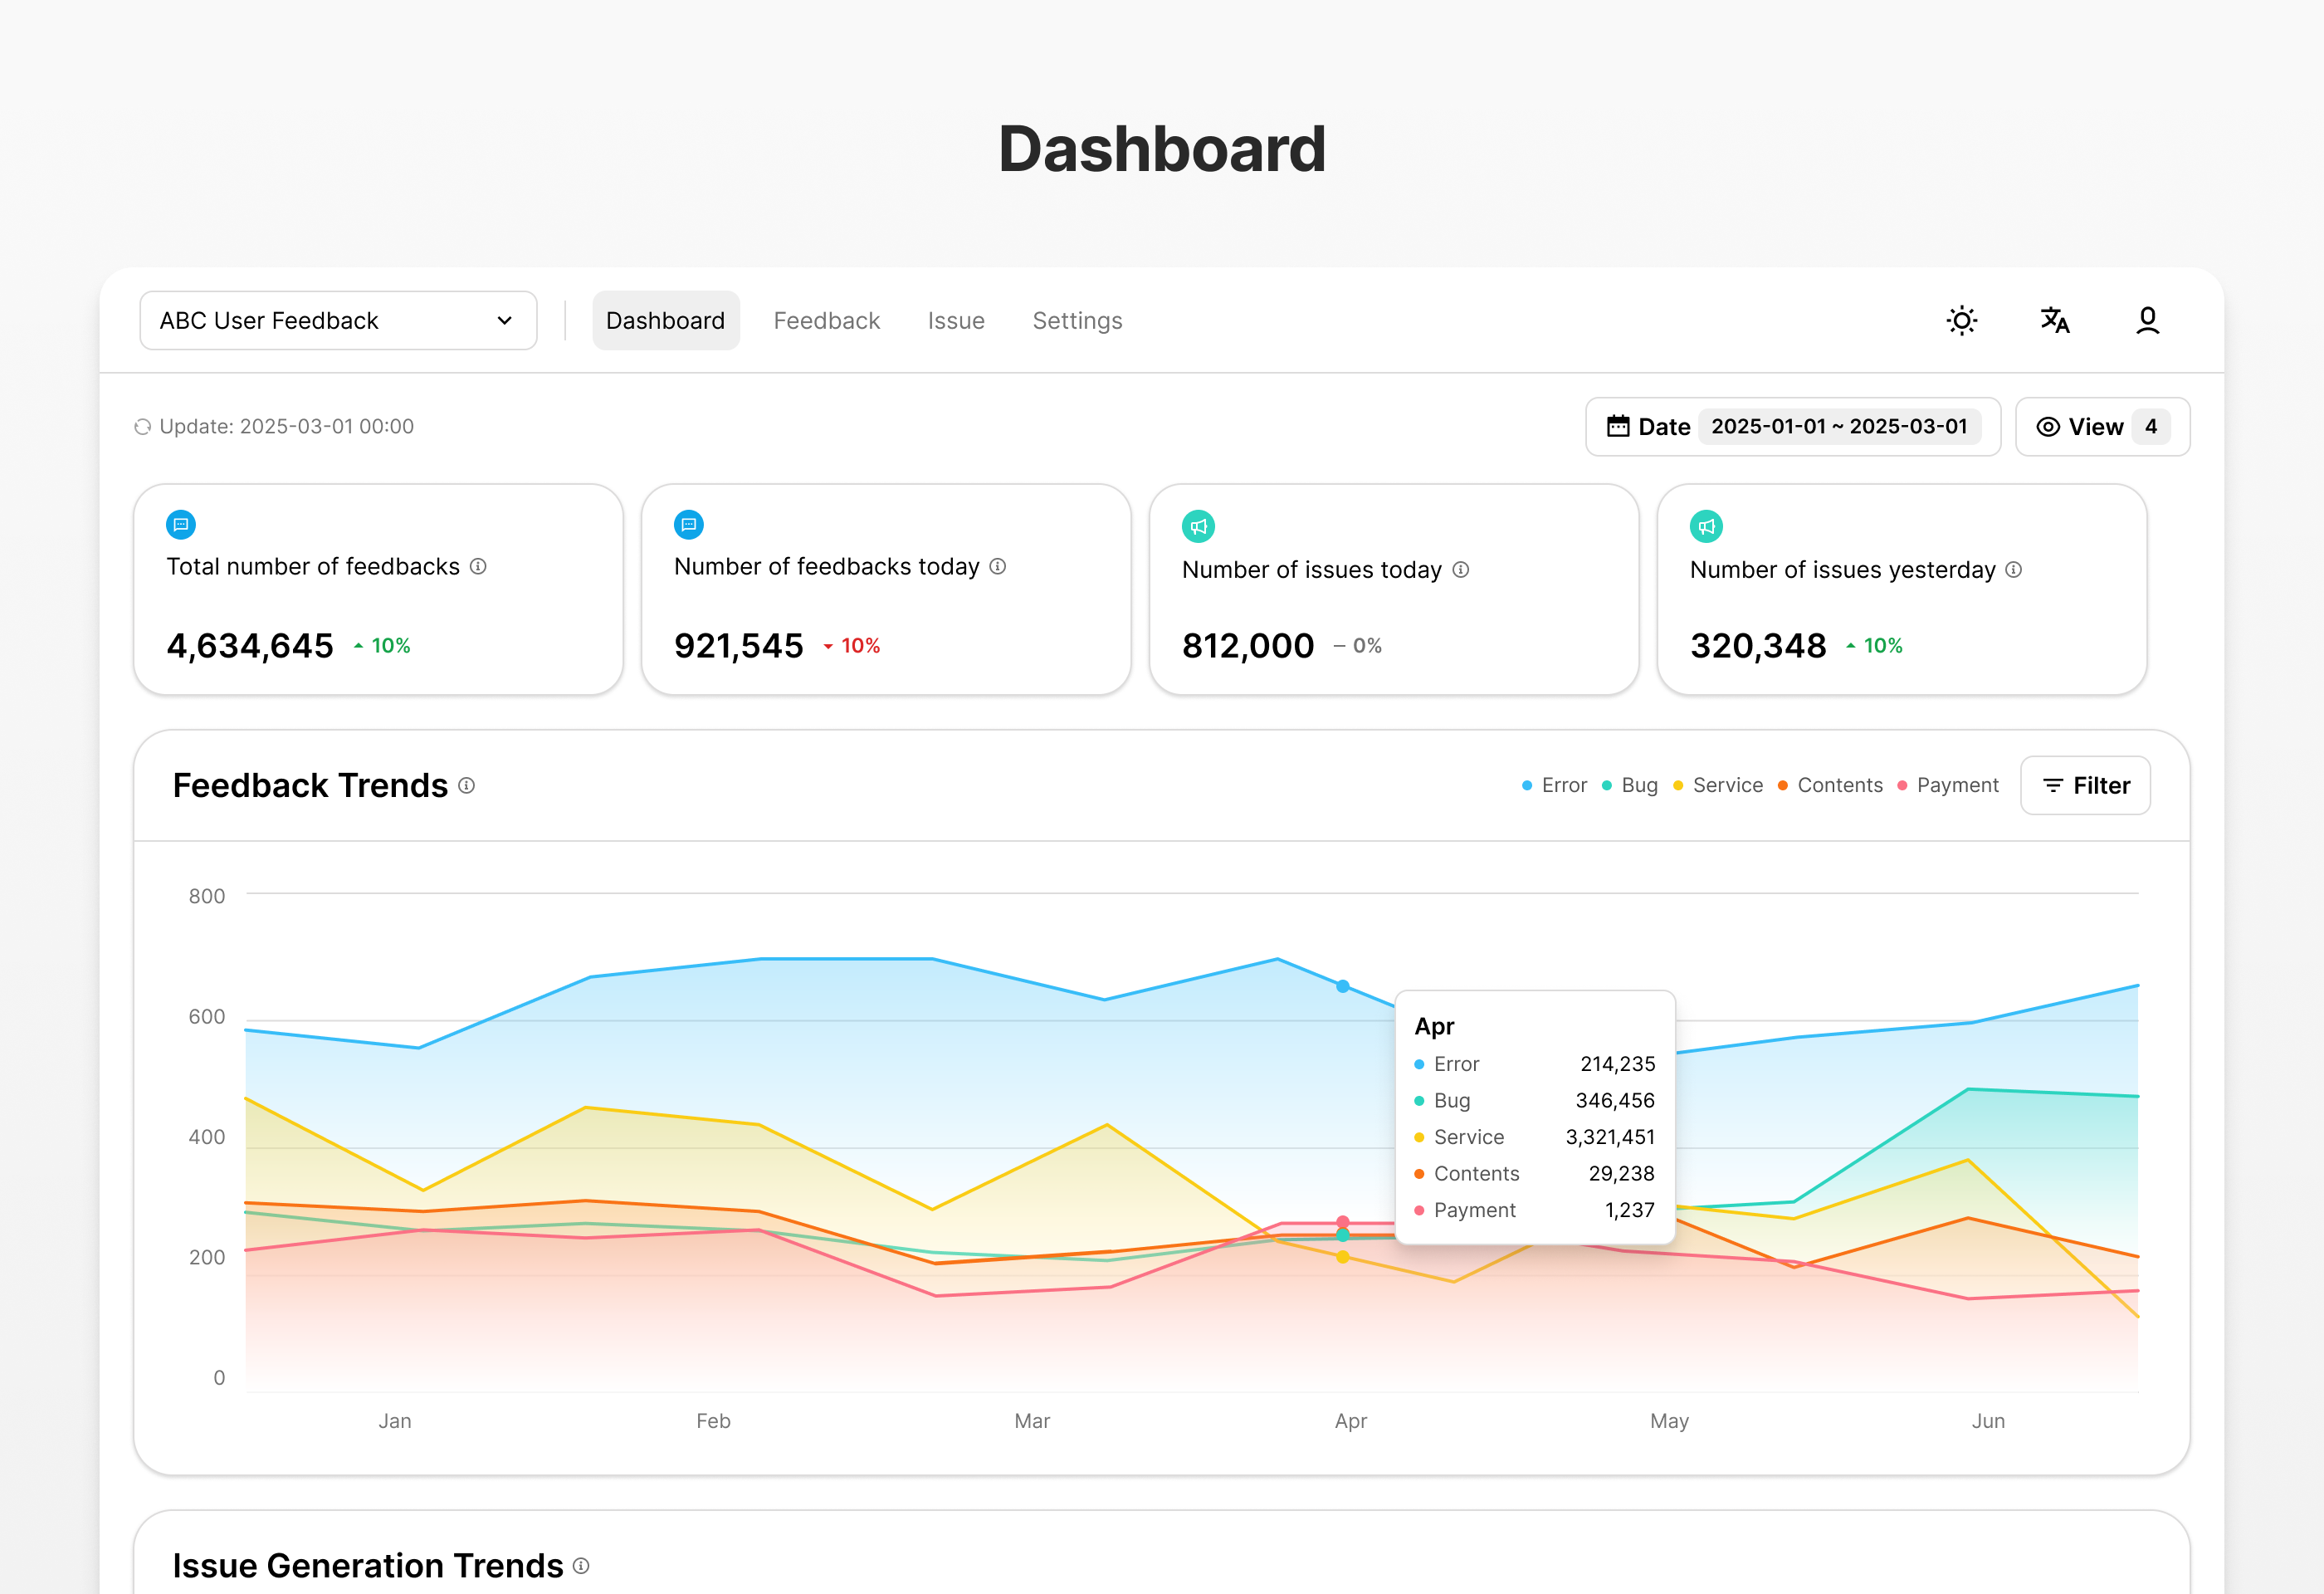 Dashboard
ABC User Feedback
Dashboard Feedback Issue Settings
Update: 2025-03-01 00:00
Date 2025-01-01 ~ 2025-03-01 View 4
Total number of feedbacks
4,634,645 10%
Number of feedbacks today
921,545 10%
Number of issues today
812,000 – 0%
Number of issues yesterday
320,348 10%
Feedback Trends
Error Bug Service Contents Payment Filter
800
600
400
200
0
Apr
Error 214,235
Bug 346,456
Service 3,321,451
Contents 29,238
Payment 1,237
Jan Feb Mar Apr May Jun
Issue Generation Trends